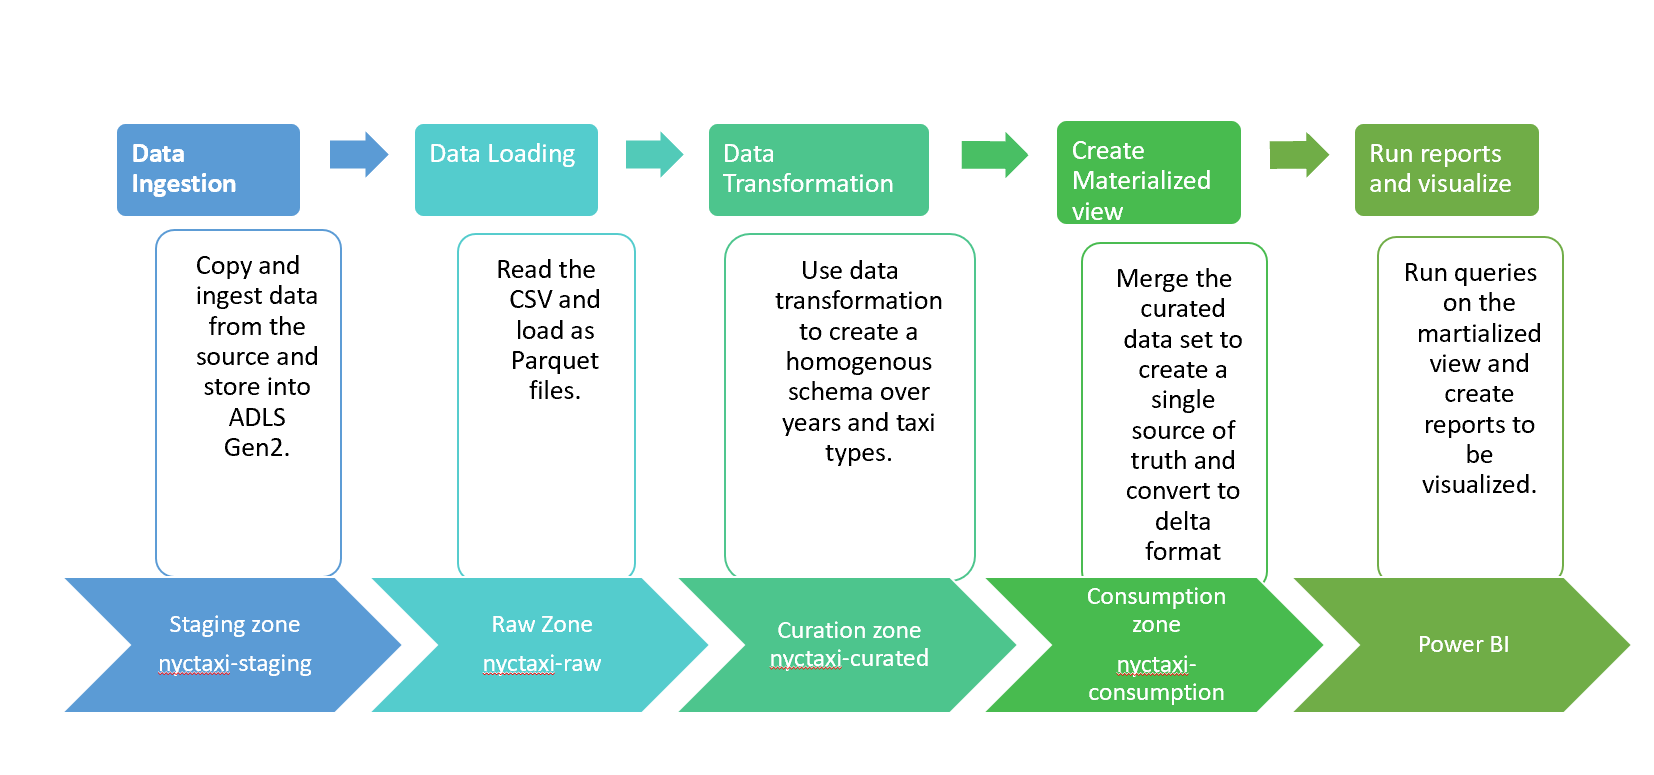 Data
Ingestion
Data Loading
Data
Transformation
Create
Materialized
view
Run reports
and visualize
Copy and
ingest data
from the
source and
store into
ADLS
Gen2.
Read the
CSV and
load as
Parquet
files.
Use data
transformation
to create a
homogenous
schema over
years and taxi
types.
Merge the
curated
data set to
create a
single
source of
truth and
convert to
delta
format
Run queries
on the
martialized
view and
create
reports to
be
visualized.
Staging zone
nyctaxi-staging
Raw Zone
nyctaxi-raw
Curation zone
nyctaxi-curated
Consumption
zone
nyctaxi-
consumption
Power BI